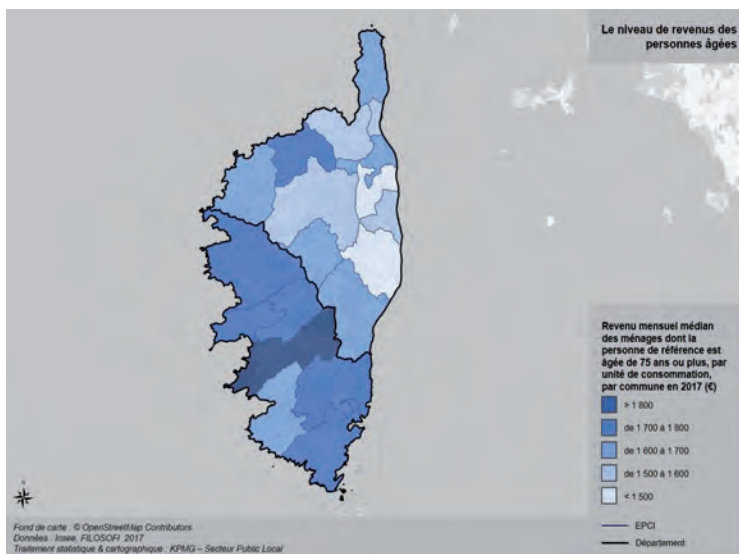 Le niveau de revenus des
personnes âgées
Revenu mensuel médian
des ménages dont la
personne de référence est
âgée de 75 ans ou plus, par
unité de consommation,
par commune en 2017 (€)
> 1 800
de 1 700 à 1 800
de 1 600 à 1 700
de 1 500 à 1 600
< 1 500
EPCI
Département
Fond de carte : © OpenStreetMap Contributors
Données : Insee, FILOSOFI 2017
Traitement statistique & cartographique : KPMG – Secteur Public Local